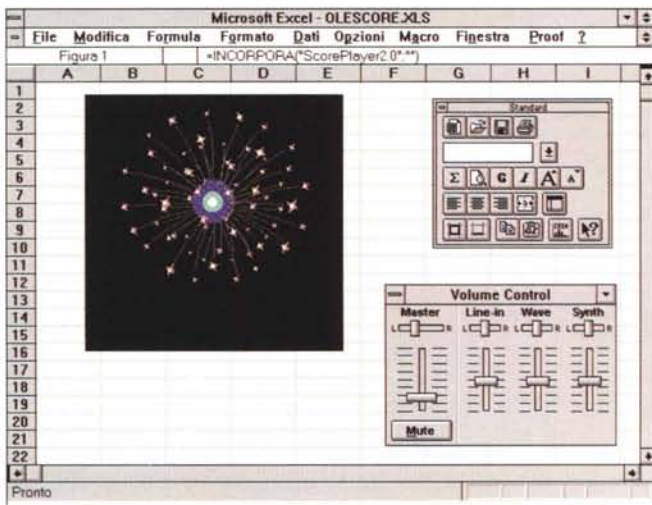 Microsoft Excel - OLESCORE.XLS
File Modifica Formula Formato Dati Opzioni Macro Finestra Proof ?
Figura 1 =INCORPORA("ScorePlayer2.0";"")
A B C D E F G H I
1
2
3
4
5
6
7
8
9
10
11
12
13
14
15
16
17
18
19
20
21
22
Standard
Σ G I A A
Volume Control
Master Line-in Wave Synth
L R L R L R L R
Mute
Pronto